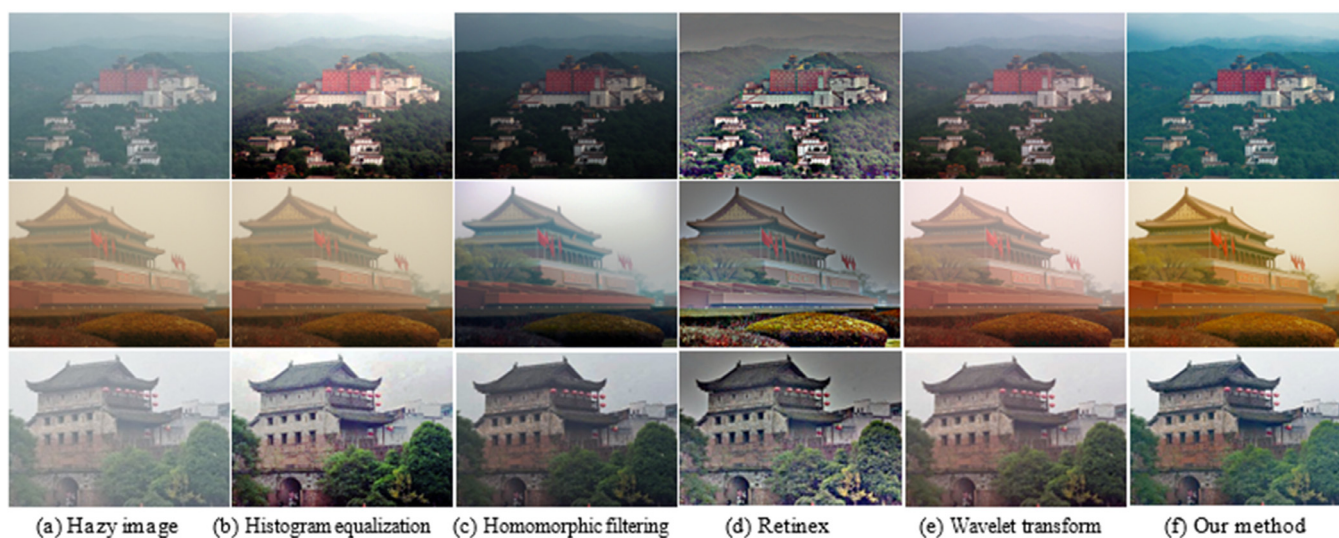 (a) Hazy image (b) Histogram equalization (c) Homomorphic filtering (d) Retinex (e) Wavelet transform (f) Our method